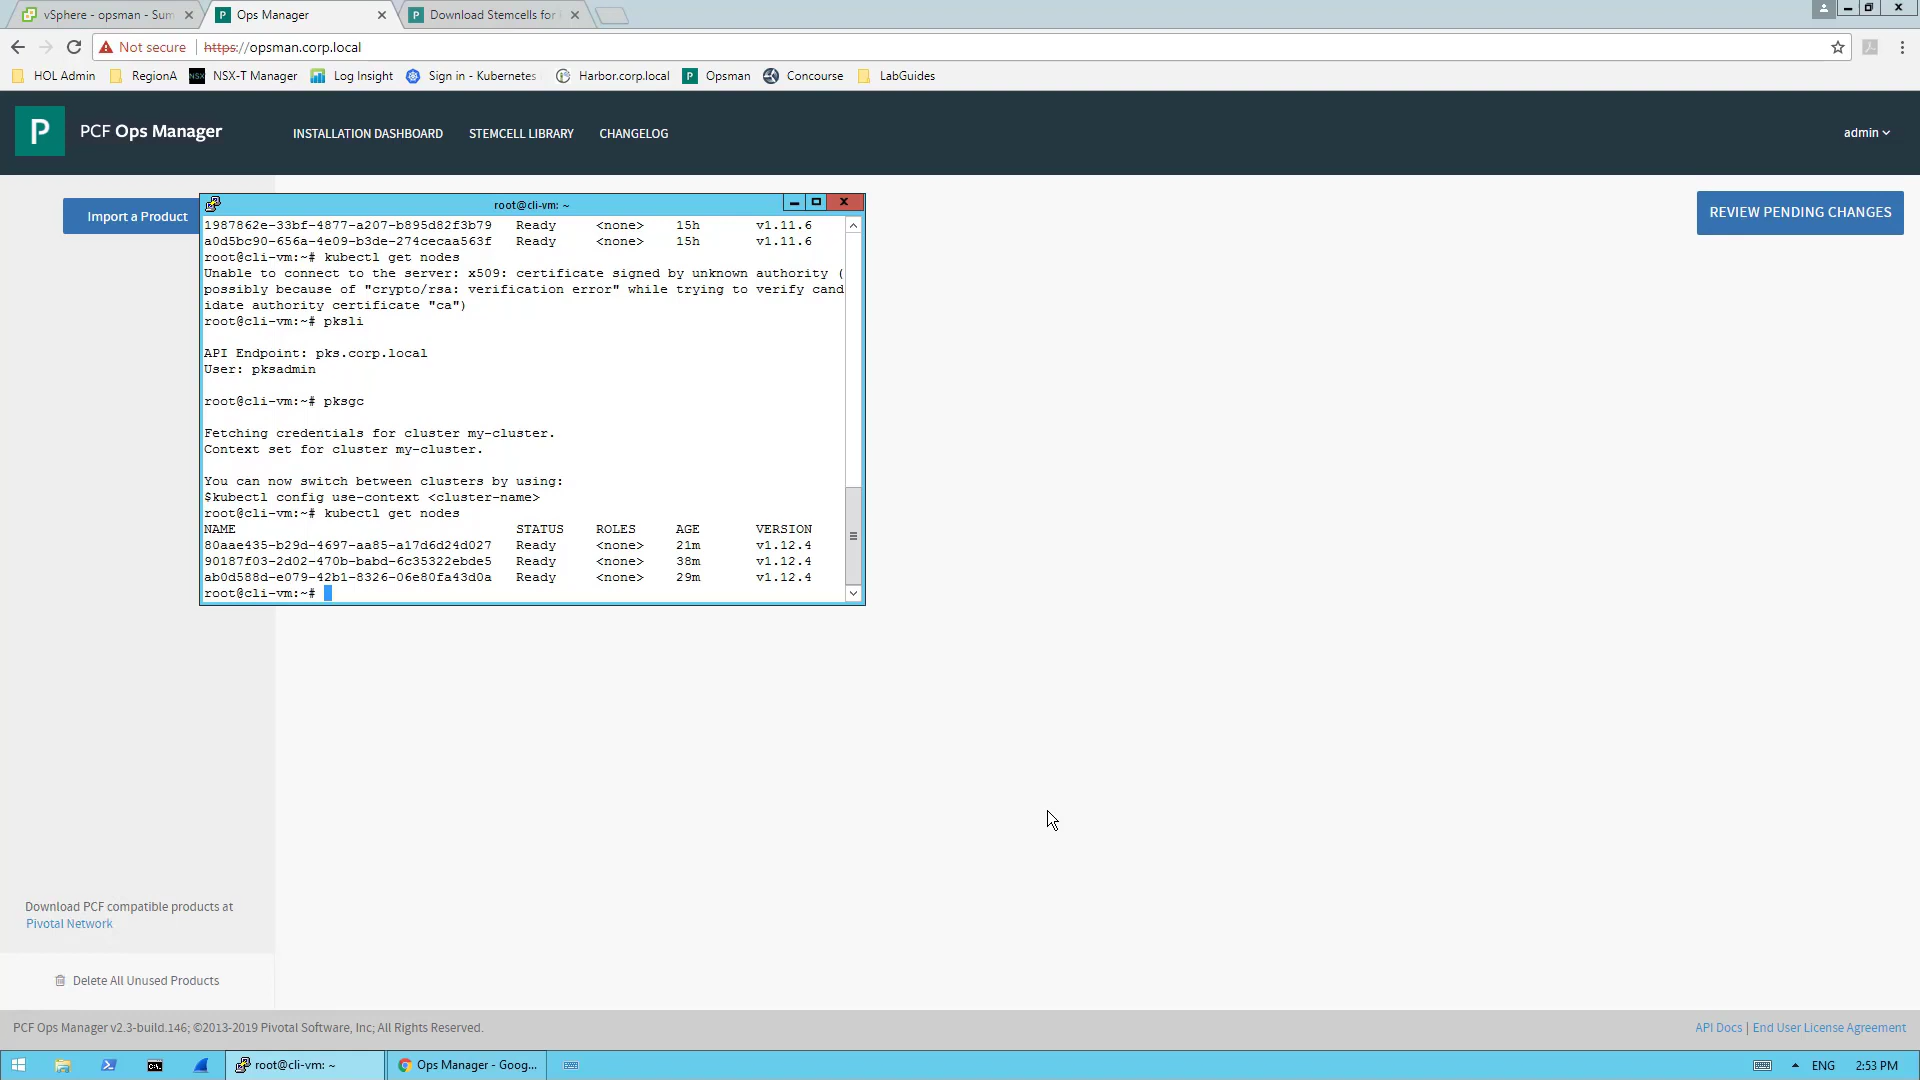 vSphere - opsman - Sum
Ops Manager
Download Stemcells for
Not secure
https://opsman.corp.local
HOL Admin
RegionA
NSX
NSX-T Manager
Log Insight
Sign in - Kubernetes
Harbor.corp.local
P
Opsman
Concourse
LabGuides
P
PCF Ops Manager
INSTALLATION DASHBOARD
STEMCELL LIBRARY
CHANGELOG
admin
Import a Product
REVIEW PENDING CHANGES
root@cli-vm: ~
1987862e-33bf-4877-a207-b895d82f3b79 Ready <none> 15h v1.11.6
a0d5bc90-656a-4e09-b3de-274cecaa563f Ready <none> 15h v1.11.6
root@cli-vm:~# kubectl get nodes
Unable to connect to the server: x509: certificate signed by unknown authority (
possibly because of "crypto/rsa: verification error" while trying to verify cand
idate authority certificate "ca")
root@cli-vm:~# pksli
API Endpoint: pks.corp.local
User: pksadmin
root@cli-vm:~# pksgc
Fetching credentials for cluster my-cluster.
Context set for cluster my-cluster.
You can now switch between clusters by using:
$kubectl config use-context <cluster-name>
root@cli-vm:~# kubectl get nodes
NAME STATUS ROLES AGE VERSION
80aae435-b29d-4697-aa85-a17d6d24d027 Ready <none> 21m v1.12.4
90187f03-2d02-470b-babd-6c35322ebde5 Ready <none> 38m v1.12.4
ab0d588d-e079-42b1-8326-06e80fa43d0a Ready <none> 29m v1.12.4
root@cli-vm:~#
Download PCF compatible products at
Pivotal Network
Delete All Unused Products
PCF Ops Manager v2.3-build.146; ©2013-2019 Pivotal Software, Inc; All Rights Reserved.
API Docs | End User License Agreement
root@cli-vm: ~
Ops Manager - Goog...
ENG
2:53 PM